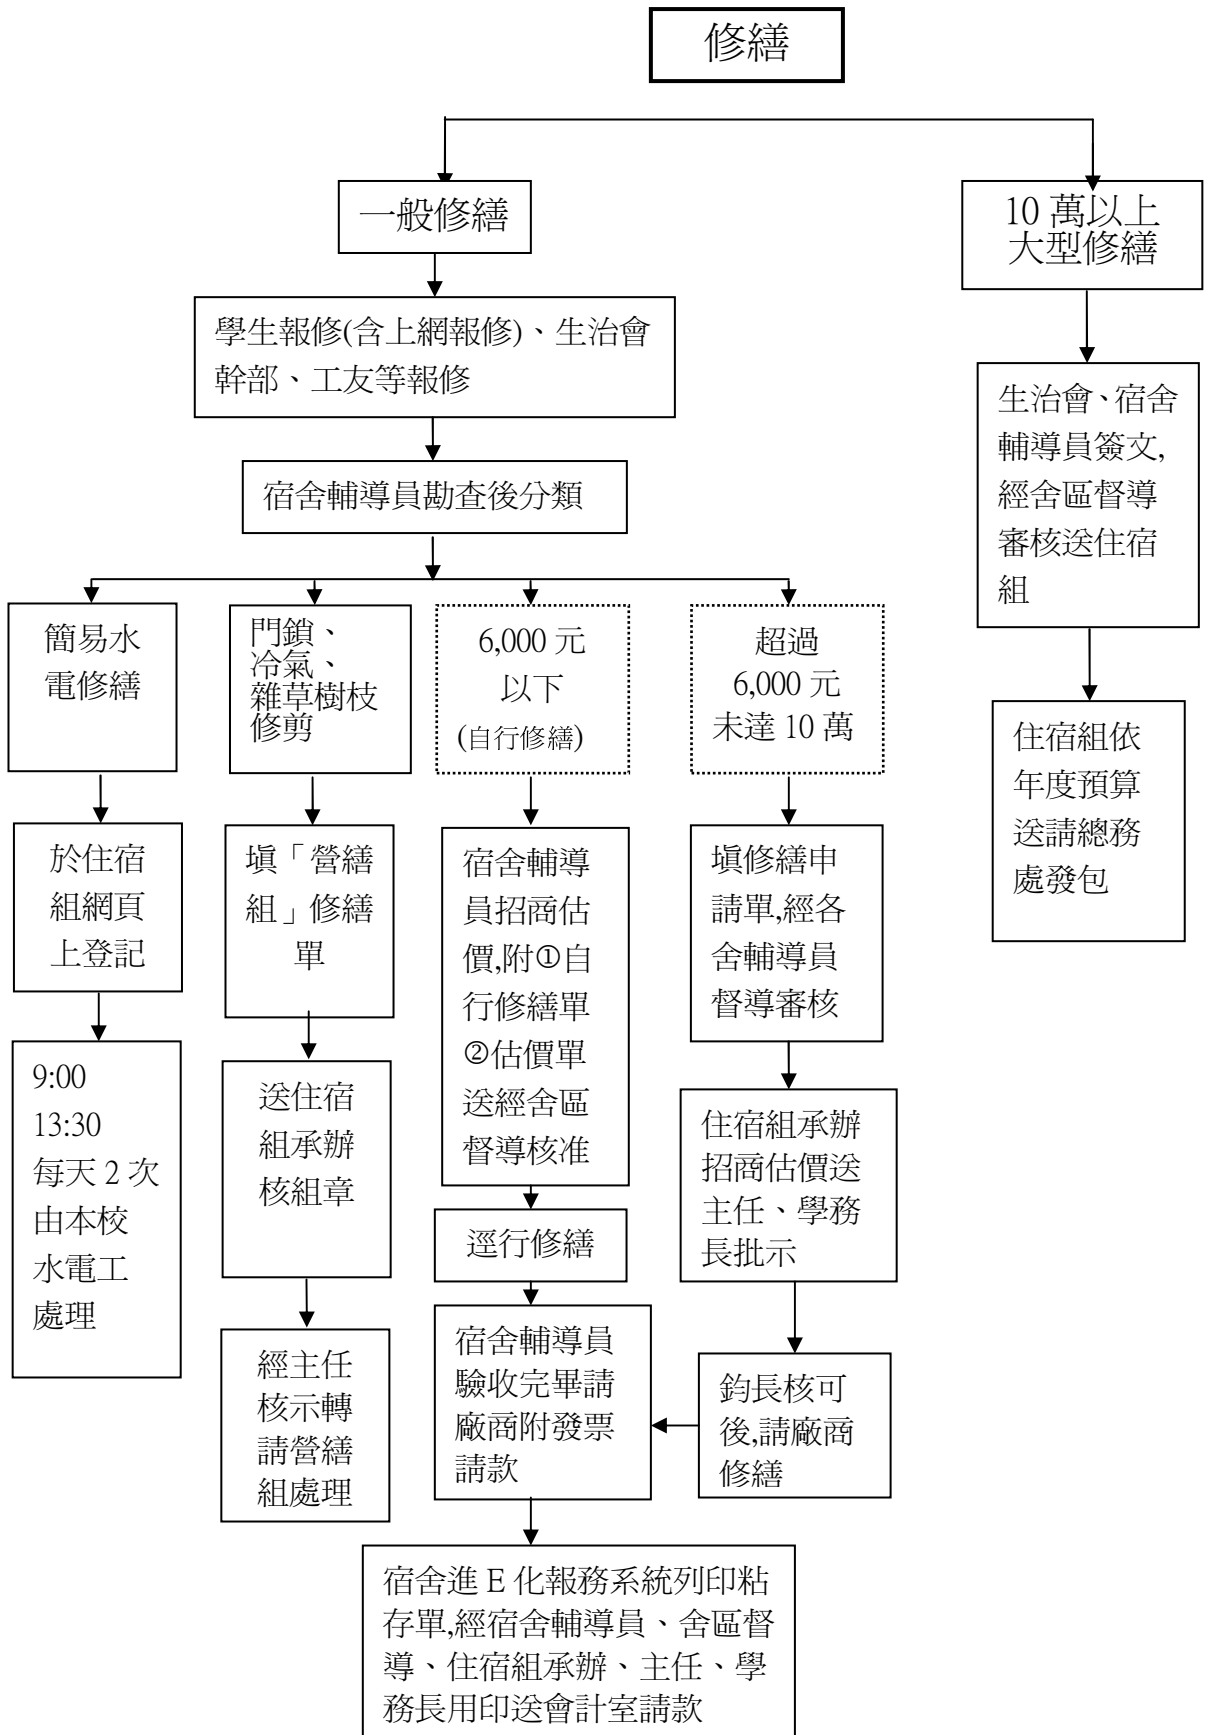 修繕
一般修繕
10 萬以上
大型修繕
學生報修(含上網報修)、生治會
幹部、工友等報修
生治會、宿舍
輔導員簽文,
經舍區督導
審核送住宿
組
宿舍輔導員勘查後分類
簡易水
電修繕
門鎖、
冷氣、
雜草樹枝
修剪
6,000 元
以下
(自行修繕)
超過
6,000 元
未達 10 萬
住宿組依
年度預算
送請總務
處發包
於住宿
組網頁
上登記
填「營繕
組」修繕
單
宿舍輔導
員招商估
價,附①自
行修繕單
②估價單
送經舍區
督導核准
填修繕申
請單,經各
舍輔導員
督導審核
9:00
13:30
每天 2 次
由本校
水電工
處理
送住宿
組承辦
核組章
住宿組承辦
招商估價送
主任、學務
長批示
逕行修繕
經主任
核示轉
請營繕
組處理
宿舍輔導員
驗收完畢請
廠商附發票
請款
鈞長核可
後,請廠商
修繕
宿舍進 E 化報務系統列印粘
存單,經宿舍輔導員、舍區督
導、住宿組承辦、主任、學
務長用印送會計室請款